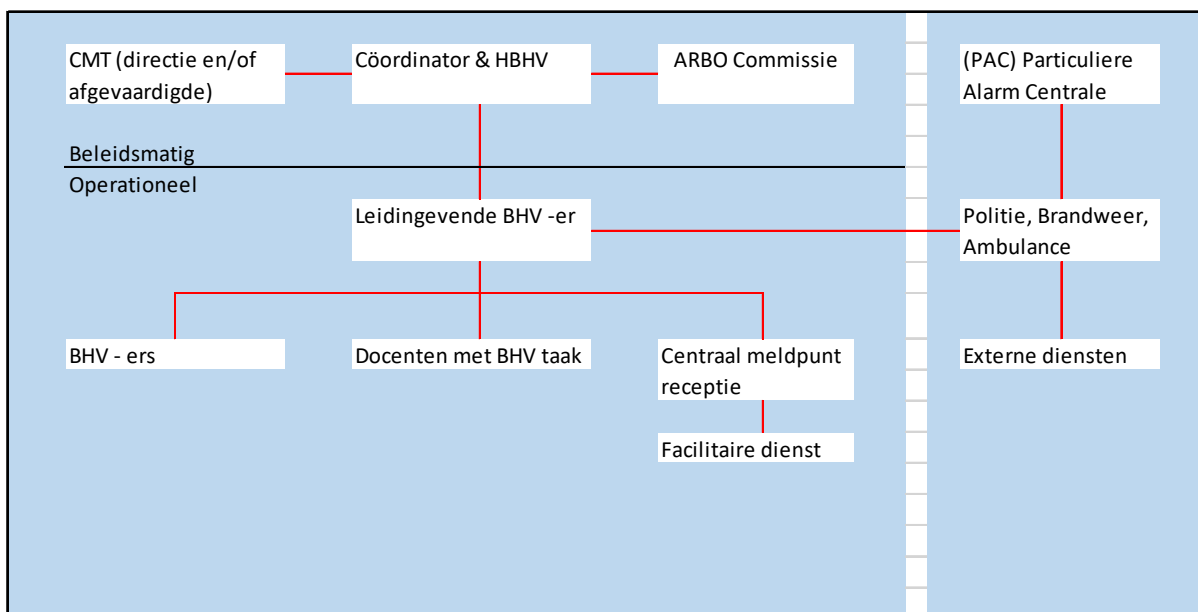 CMT (directie en/of
afgevaardigde)
Cöordinator & HBHV
ARBO Commissie
(PAC) Particuliere
Alarm Centrale
Beleidsmatig
Operationeel
Leidingevende BHV -er
Politie, Brandweer,
Ambulance
BHV - ers
Docenten met BHV taak
Centraal meldpunt
receptie
Externe diensten
Facilitaire dienst